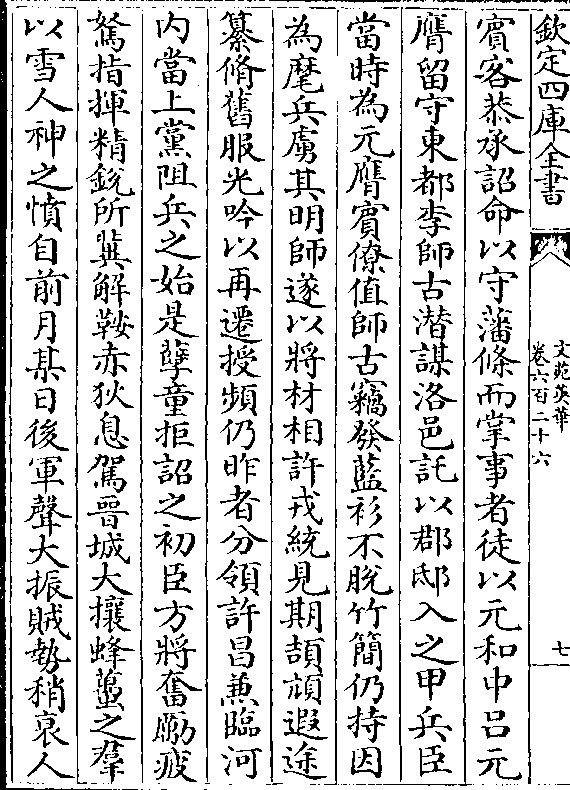 欽定四庫全書
文苑英華
卷六百二十六
七
賓客恭承詔命以守藩條而掌事者徒以元和中吕元
膺留守東都李師古潜謀洛邑託以郡邸入之甲兵臣
當時為元膺賓僚值師古竊發藍衫不脱竹簡仍持因
為麾兵虜其明師遂以將材相許戎統見期頡頏遐途
纂脩舊服光吟以再遷授頻仍昨者分領許昌兼臨河
内當上黨阻兵之始是孽童拒詔之初臣方將奮勵疲
駑指揮精銳所冀解鞍赤狄息駕晉城大攘蜂蠆之羣
以雪人神之憤自前月某日後軍聲大振賊勢稍衰人